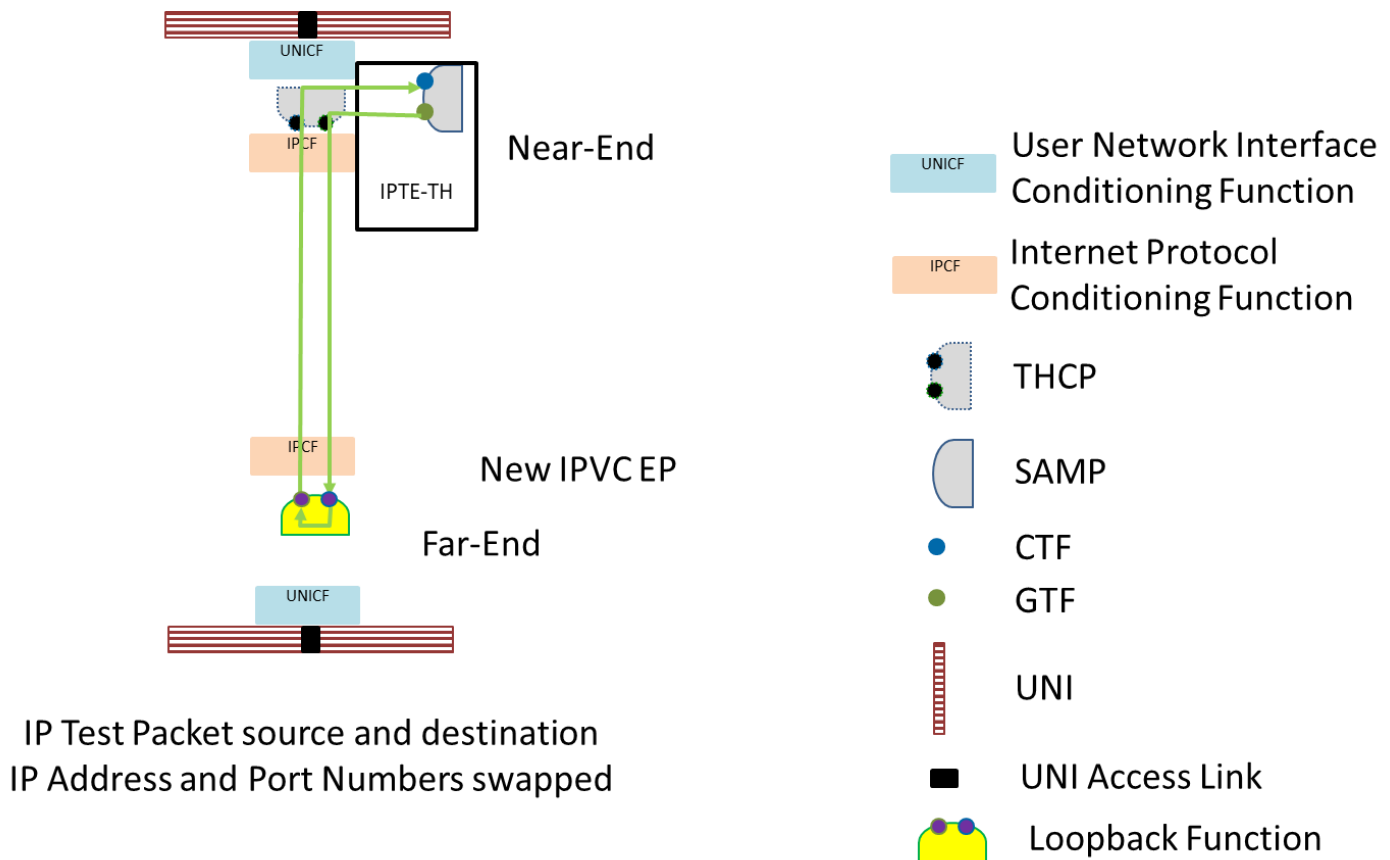 UNICF
IPCF
IPTE-TH
Near-End
IPCF
New IPVC EP
Far-End
UNICF
IP Test Packet source and destination
IP Address and Port Numbers swapped
UNICF
User Network Interface
Conditioning Function
IPCF
Internet Protocol
Conditioning Function
THCP
SAMP
CTF
GTF
UNI
UNI Access Link
Loopback Function